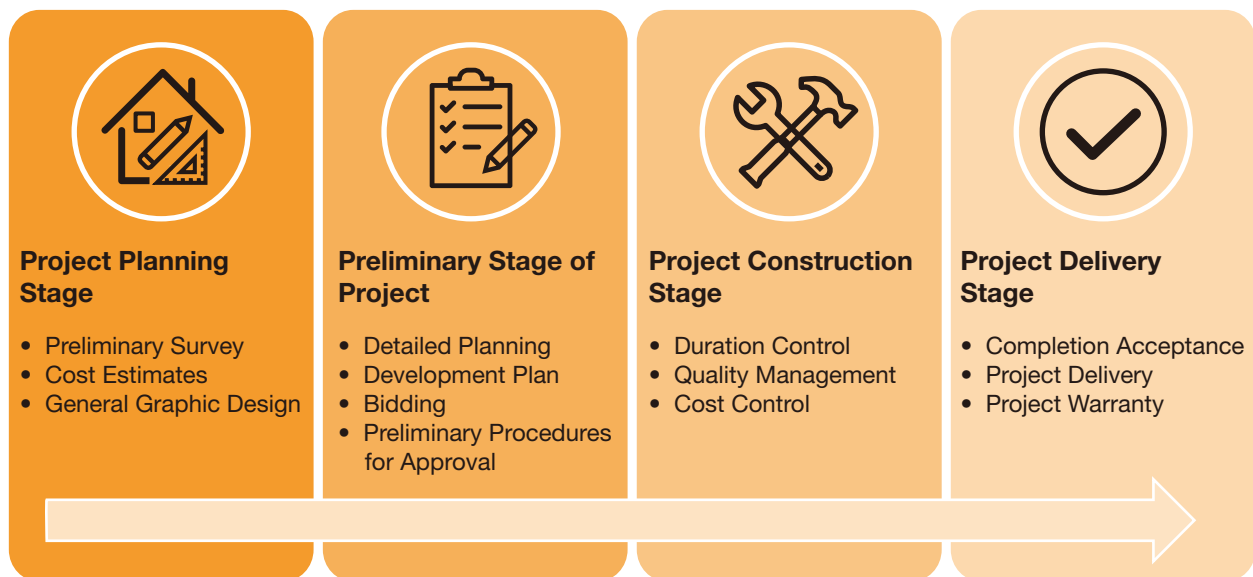 Project Planning
Stage
• Preliminary Survey
• Cost Estimates
• General Graphic Design
Preliminary Stage of
Project
• Detailed Planning
• Development Plan
• Bidding
• Preliminary Procedures
for Approval
Project Construction
Stage
• Duration Control
• Quality Management
• Cost Control
Project Delivery
Stage
• Completion Acceptance
• Project Delivery
• Project Warranty